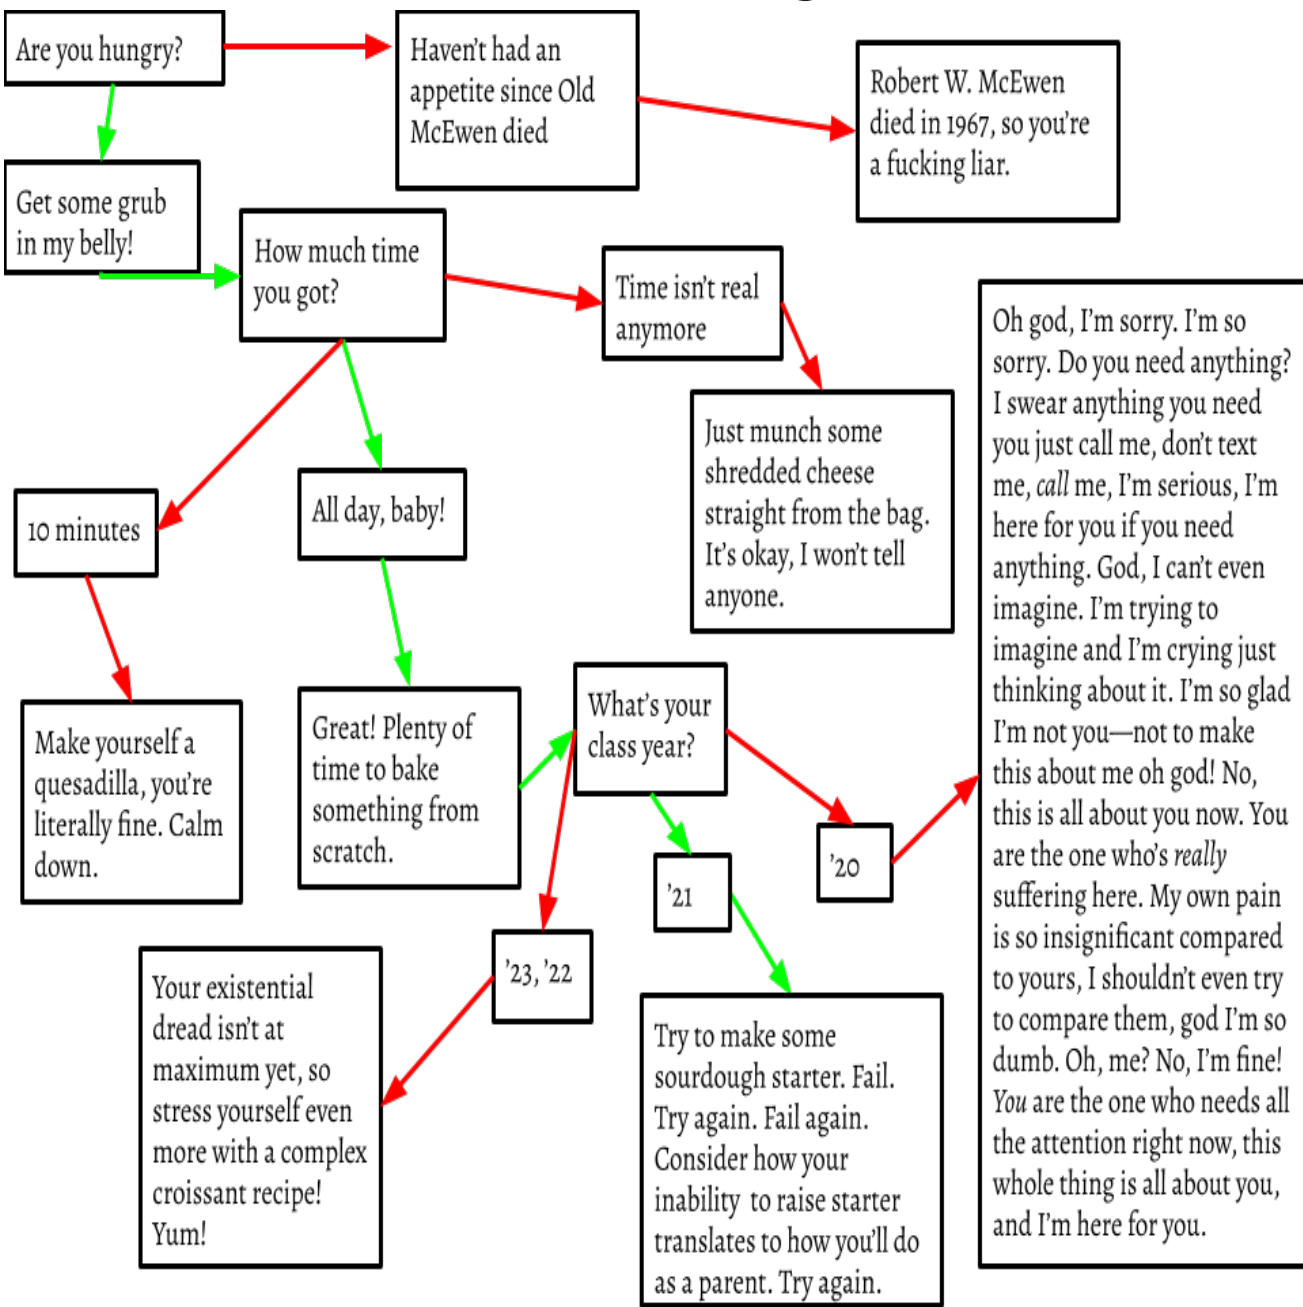 Are you hungry?
Haven't had an
appetite since Old
McEwen died
Robert W. McEwen
died in 1967, so you're
a fucking liar.
Get some grub
in my belly!
How much time
you got?
Time isn't real
anymore
Just munch some
shredded cheese
straight from the bag.
It's okay, I won't tell
anyone.
10 minutes
All day, baby!
Make yourself a
quesadilla, you're
literally fine. Calm
down.
Great! Plenty of
time to bake
something from
scratch.
What's your
class year?
'20
'21
'23, '22
Oh god, I'm sorry. I'm so
sorry. Do you need anything?
I swear anything you need
you just call me, don't text
me, call me, I'm serious, I'm
here for you if you need
anything. God, I can't even
imagine. I'm trying to
imagine and I'm crying just
thinking about it. I'm so glad
I'm not you—not to make
this about me oh god! No,
this is all about you now. You
are the one who's really
suffering here. My own pain
is so insignificant compared
to yours, I shouldn't even try
to compare them, god I'm so
dumb. Oh, me? No, I'm fine!
You are the one who needs all
the attention right now, this
whole thing is all about you,
and I'm here for you.
Your existential
dread isn't at
maximum yet, so
stress yourself even
more with a complex
croissant recipe!
Yum!
Try to make some
sourdough starter. Fail.
Try again. Fail again.
Consider how your
inability to raise starter
translates to how you'll do
as a parent. Try again.